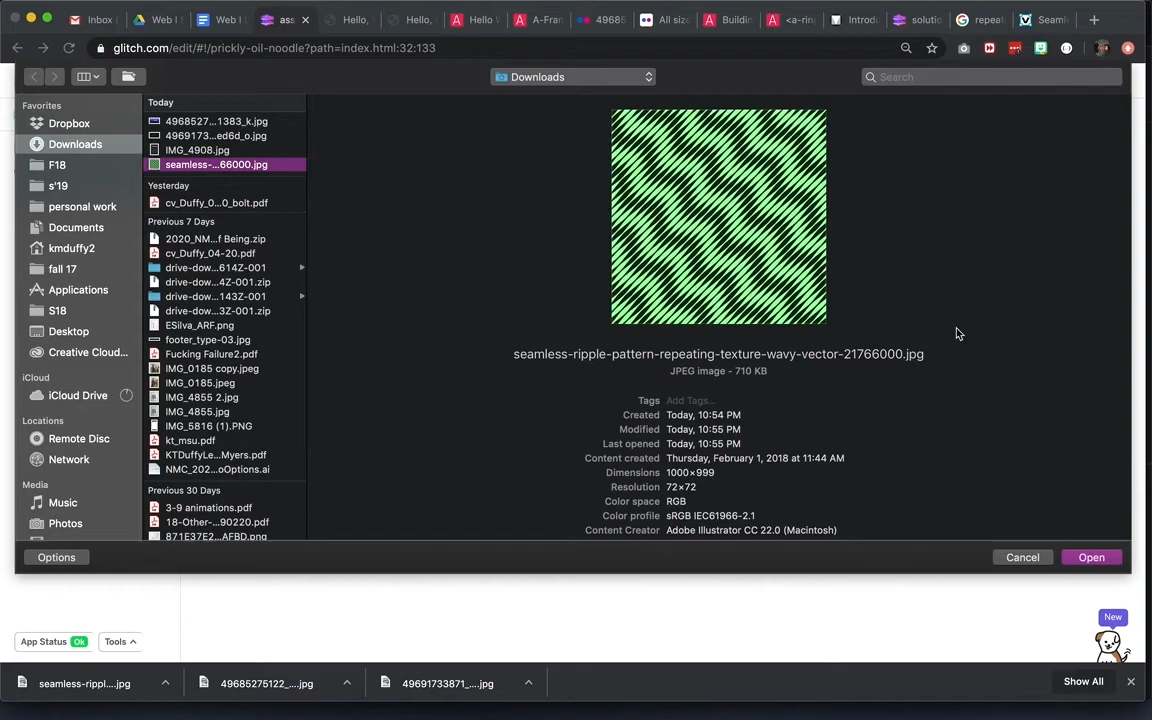 Inbox (
Web I S
Web I
ass
Hello,
Hello,
Hello W
A-Fran
49685
All size
Buildin
<a-rin
Introdu
solutio
repeat
Seaml
glitch.com/edit/#!/prickly-oil-noodle?path=index.html:32:133
Downloads
Search
Favorites
Dropbox
Downloads
F18
s'19
personal work
Documents
kmduffy2
fall 17
Applications
S18
Desktop
Creative Cloud...
iCloud
iCloud Drive
Locations
Remote Disc
Network
Media
Music
Photos
Today
4968527...1383_k.jpg
4969173...ed6d_o.jpg
IMG_4908.jpg
seamless-...66000.jpg
Yesterday
cv_Duffy_0...0_bolt.pdf
Previous 7 Days
2020_NM...f Being.zip
cv_Duffy_04-20.pdf
drive-dow...614Z-001
drive-dow...4Z-001.zip
drive-dow...143Z-001
drive-dow...3Z-001.zip
ESilva_ARF.png
footer_type-03.jpg
Fucking Failure2.pdf
IMG_0185 copy.jpeg
IMG_0185.jpeg
IMG_4855 2.jpg
IMG_4855.jpg
IMG_5816 (1).PNG
kt_msu.pdf
KTDuffyLe...Myers.pdf
NMC_202...oOptions.ai
Previous 30 Days
3-9 animations.pdf
18-Other-...90220.pdf
871E37E2...AFBD.png
seamless-ripple-pattern-repeating-texture-wavy-vector-21766000.jpg
JPEG image - 710 KB
Tags Add Tags...
Created Today, 10:54 PM
Modified Today, 10:55 PM
Last opened Today, 10:55 PM
Content created Thursday, February 1, 2018 at 11:44 AM
Dimensions 1000×999
Resolution 72×72
Color space RGB
Color profile sRGB IEC61966-2.1
Content Creator Adobe Illustrator CC 22.0 (Macintosh)
Options
Cancel
Open
New
App Status Ok
Tools
seamless-rippl....jpg
49685275122_....jpg
49691733871_....jpg
Show All